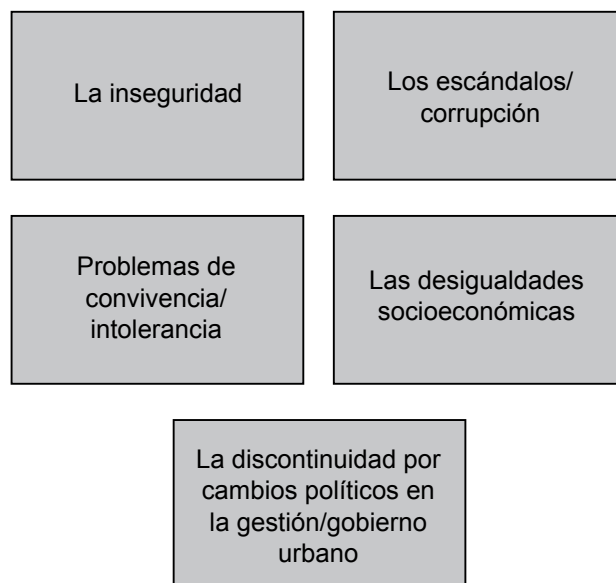 La inseguridad
Los escándalos/
corrupción
Problemas de
convivencia/
intolerancia
Las desigualdades
socioeconómicas
La discontinuidad por
cambios políticos en
la gestión/gobierno
urbano